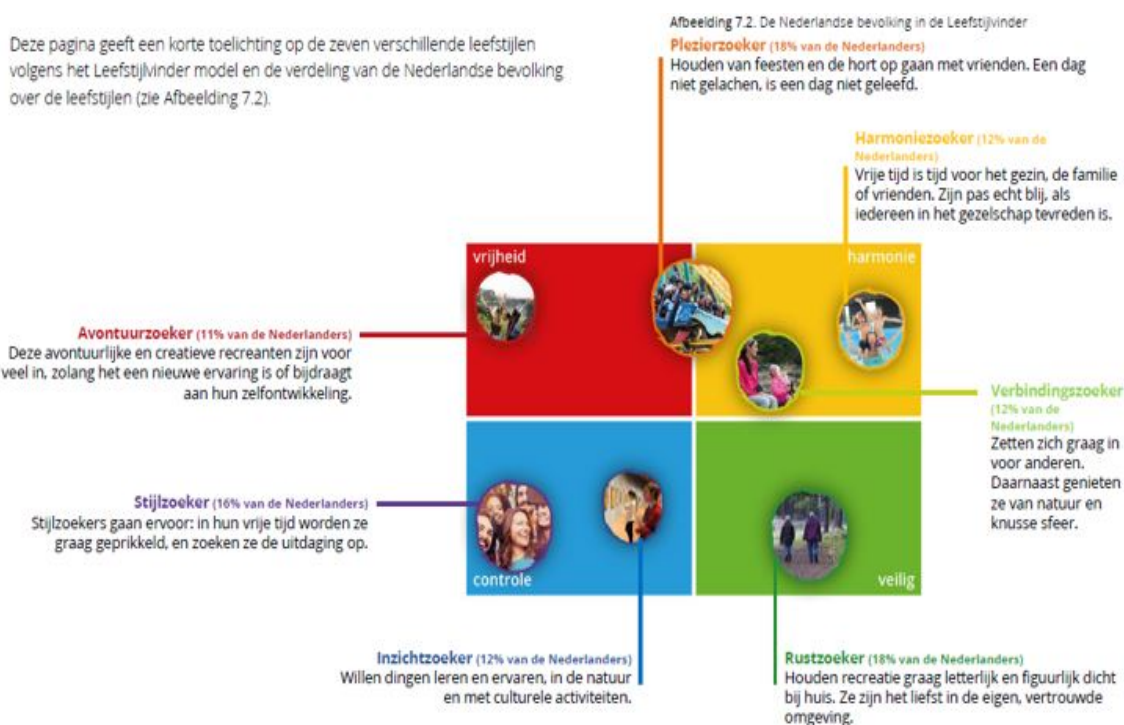 Deze pagina geeft een korte toelichting op de zeven verschillende leefstijlen
volgens het Leefstijlvinder model en de verdeling van de Nederlandse bevolking
over de leefstijlen (zie Afbeelding 7.2).
Afbeelding 7.2. De Nederlandse bevolking in de Leefstijlvinder
Plezierzoeker (18% van de Nederlanders)
Houden van feesten en de hort op gaan met vrienden. Een dag
niet gelachen, is een dag niet geleefd.
Harmoniezoeker (12% van de
Nederlanders)
Vrije tijd is tijd voor het gezin, de familie
of vrienden. Zijn pas echt blij, als
iedereen in het gezelschap tevreden is.
vrijheid
harmonie
Avontuurzoeker (11% van de Nederlanders)
Deze avontuurlijke en creatieve recreanten zijn voor
veel in, zolang het een nieuwe ervaring is of bijdraagt
aan hun zelfontwikkeling.
Verbindingszoeker
(12% van de
Nederlanders)
Zetten zich graag in
voor anderen.
Daarnaast genieten
ze van natuur en
knusse sfeer.
Stijlzoeker (16% van de Nederlanders)
Stijlzoekers gaan ervoor: in hun vrije tijd worden ze
graag geprikkeld, en zoeken ze de uitdaging op.
controle
veilig
Inzichtzoeker (12% van de Nederlanders)
Willen dingen leren en ervaren, in de natuur
en met culturele activiteiten.
Rustzoeker (18% van de Nederlanders)
Houden recreatie graag letterlijk en figuurlijk dicht
bij huis. Ze zijn het liefst in de eigen, vertrouwde
omgeving.